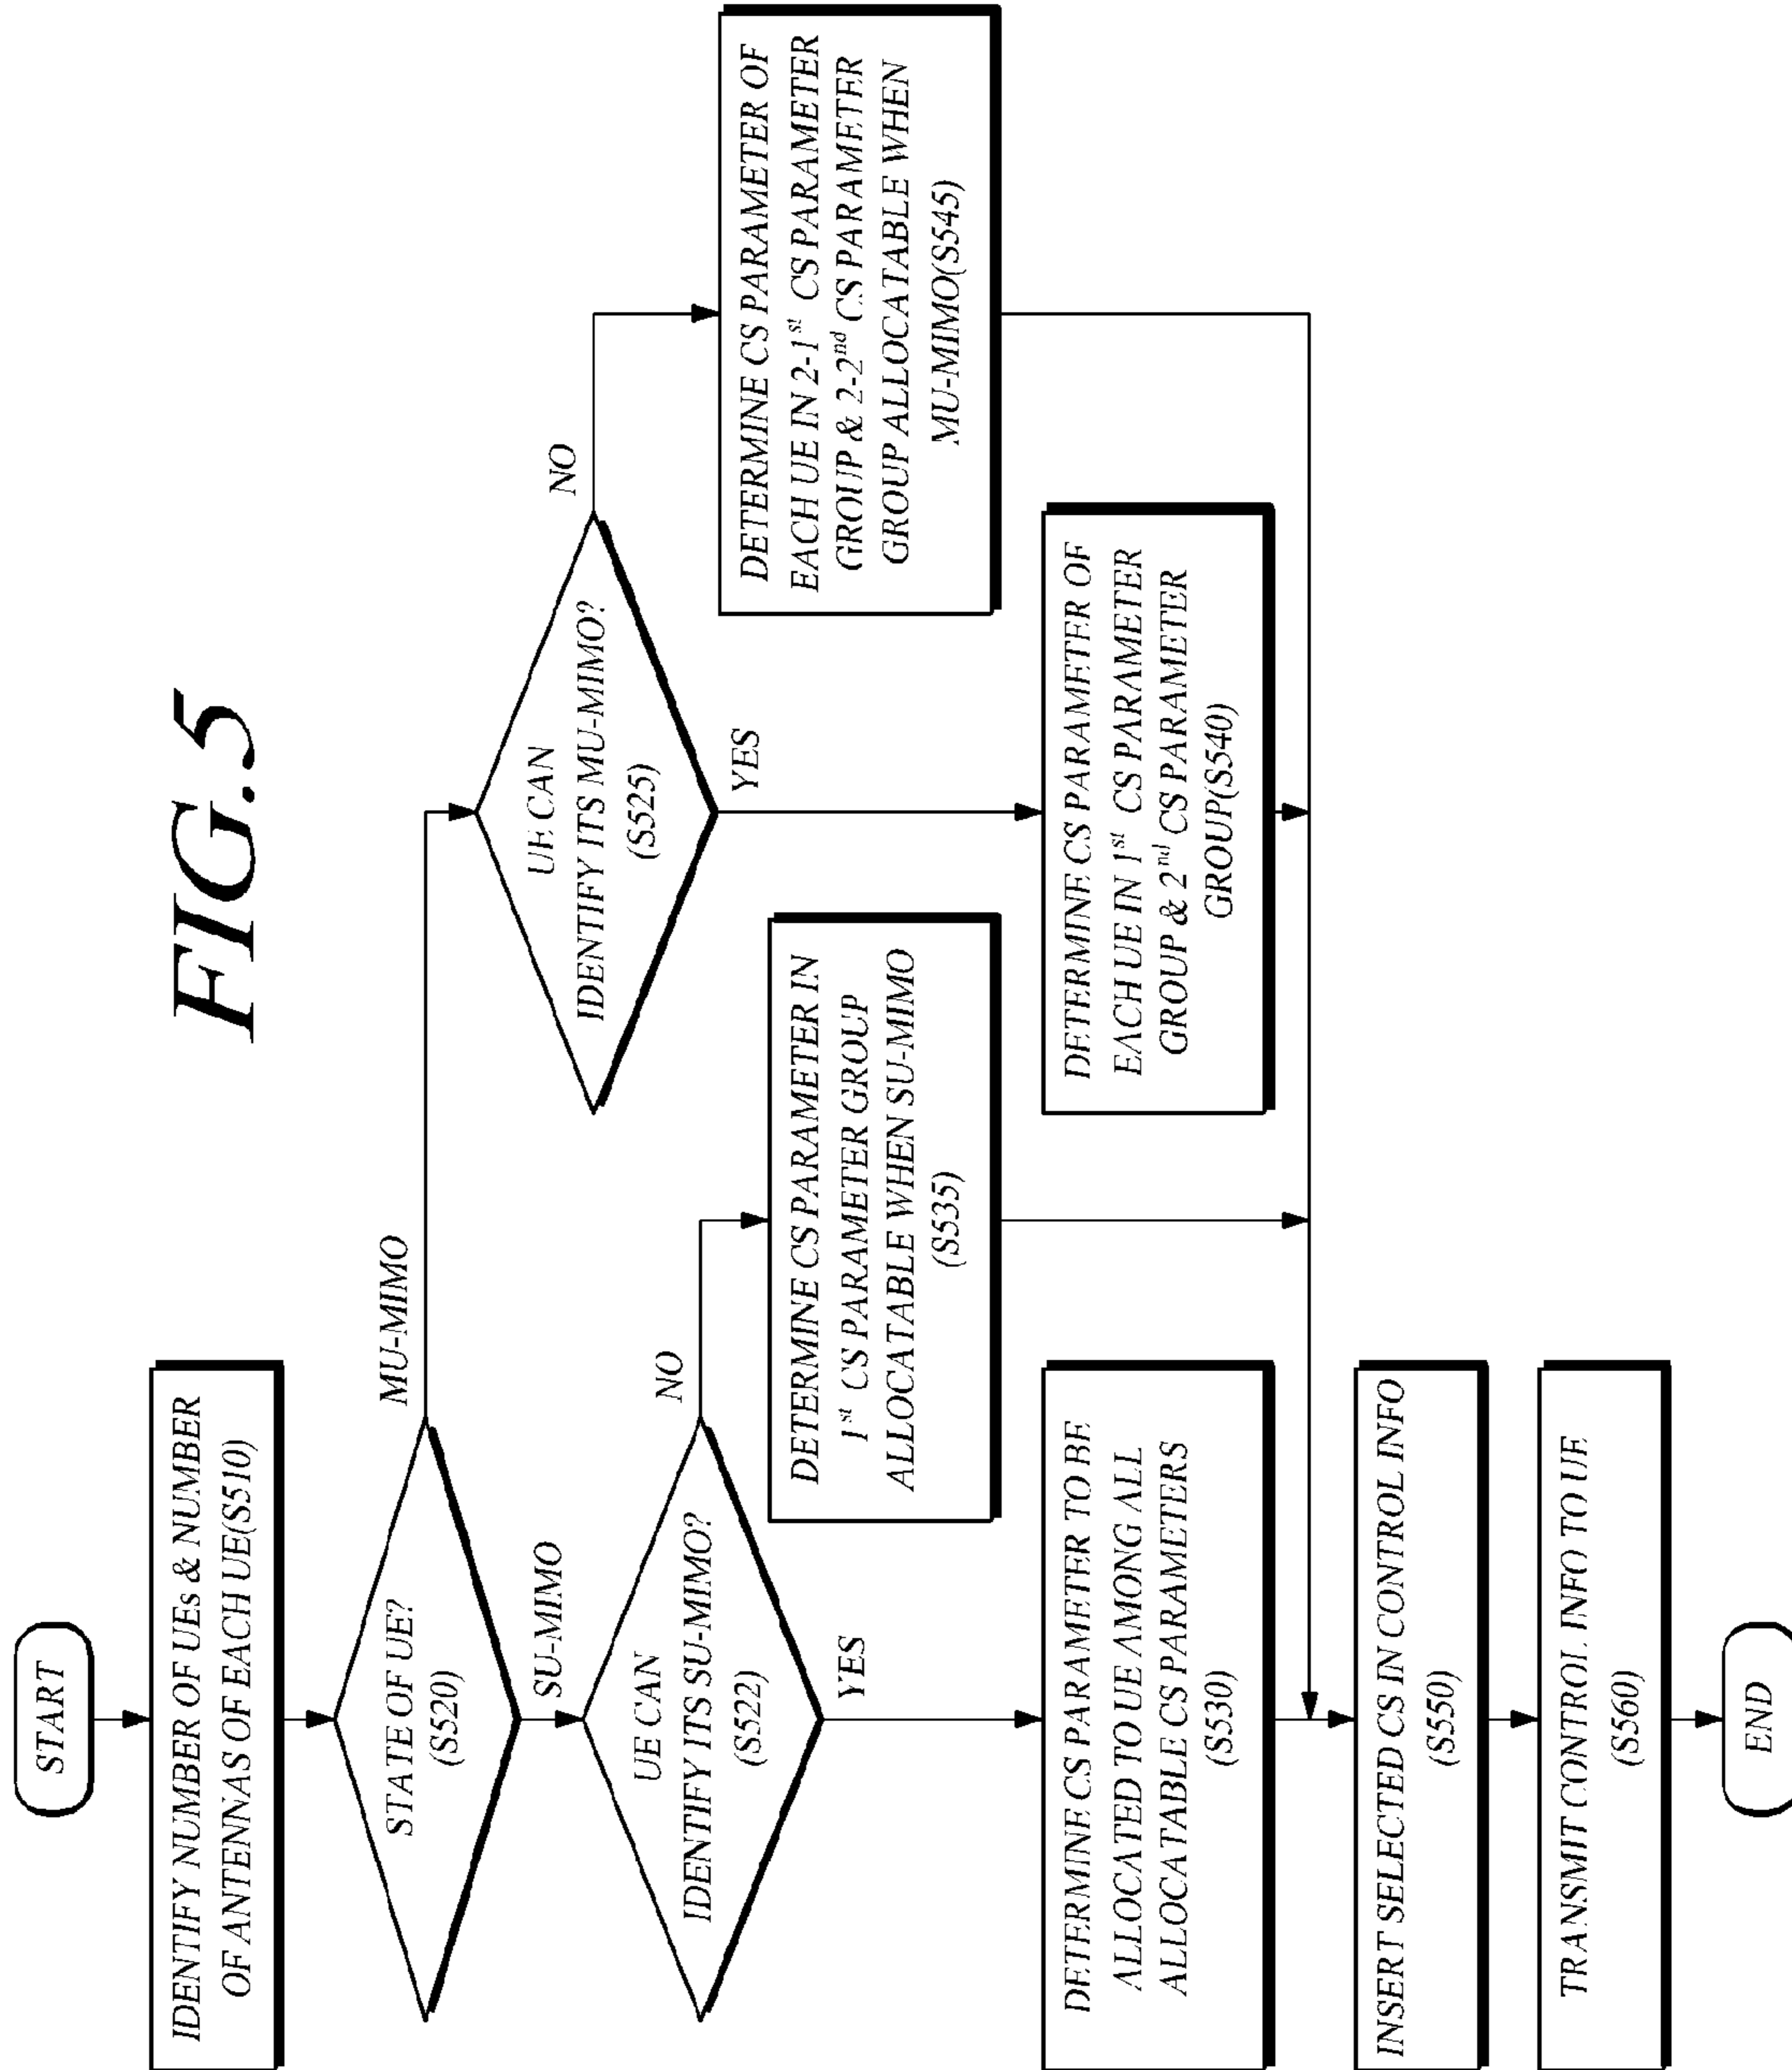 FIG.5
START
IDENTIFY NUMBER OF UEs & NUMBER
OF ANTENNAS OF EACH UE(S510)
STATE OF UE?
(S520)
MU-MIMO
SU-MIMO
UE CAN
IDENTIFY ITS SU-MIMO?
(S522)
NO
YES
UE CAN
IDENTIFY ITS MU-MIMO?
(S525)
NO
YES
DETERMINE CS PARAMETER TO BE
ALLOCATED TO UE AMONG ALL
ALLOCATABLE CS PARAMETERS
(S530)
DETERMINE CS PARAMETER IN
1st CS PARAMETER GROUP
ALLOCATABLE WHEN SU-MIMO
(S535)
DETERMINE CS PARAMETER OF
EACH UE IN 1st CS PARAMETER
GROUP & 2nd CS PARAMETER
GROUP(S540)
DETERMINE CS PARAMETER OF
EACH UE IN 2-1st CS PARAMETER
GROUP & 2-2nd CS PARAMETER
GROUP ALLOCATABLE WHEN
MU-MIMO(S545)
INSERT SELECTED CS IN CONTROL INFO
(S550)
TRANSMIT CONTROL INFO TO UE
(S560)
END